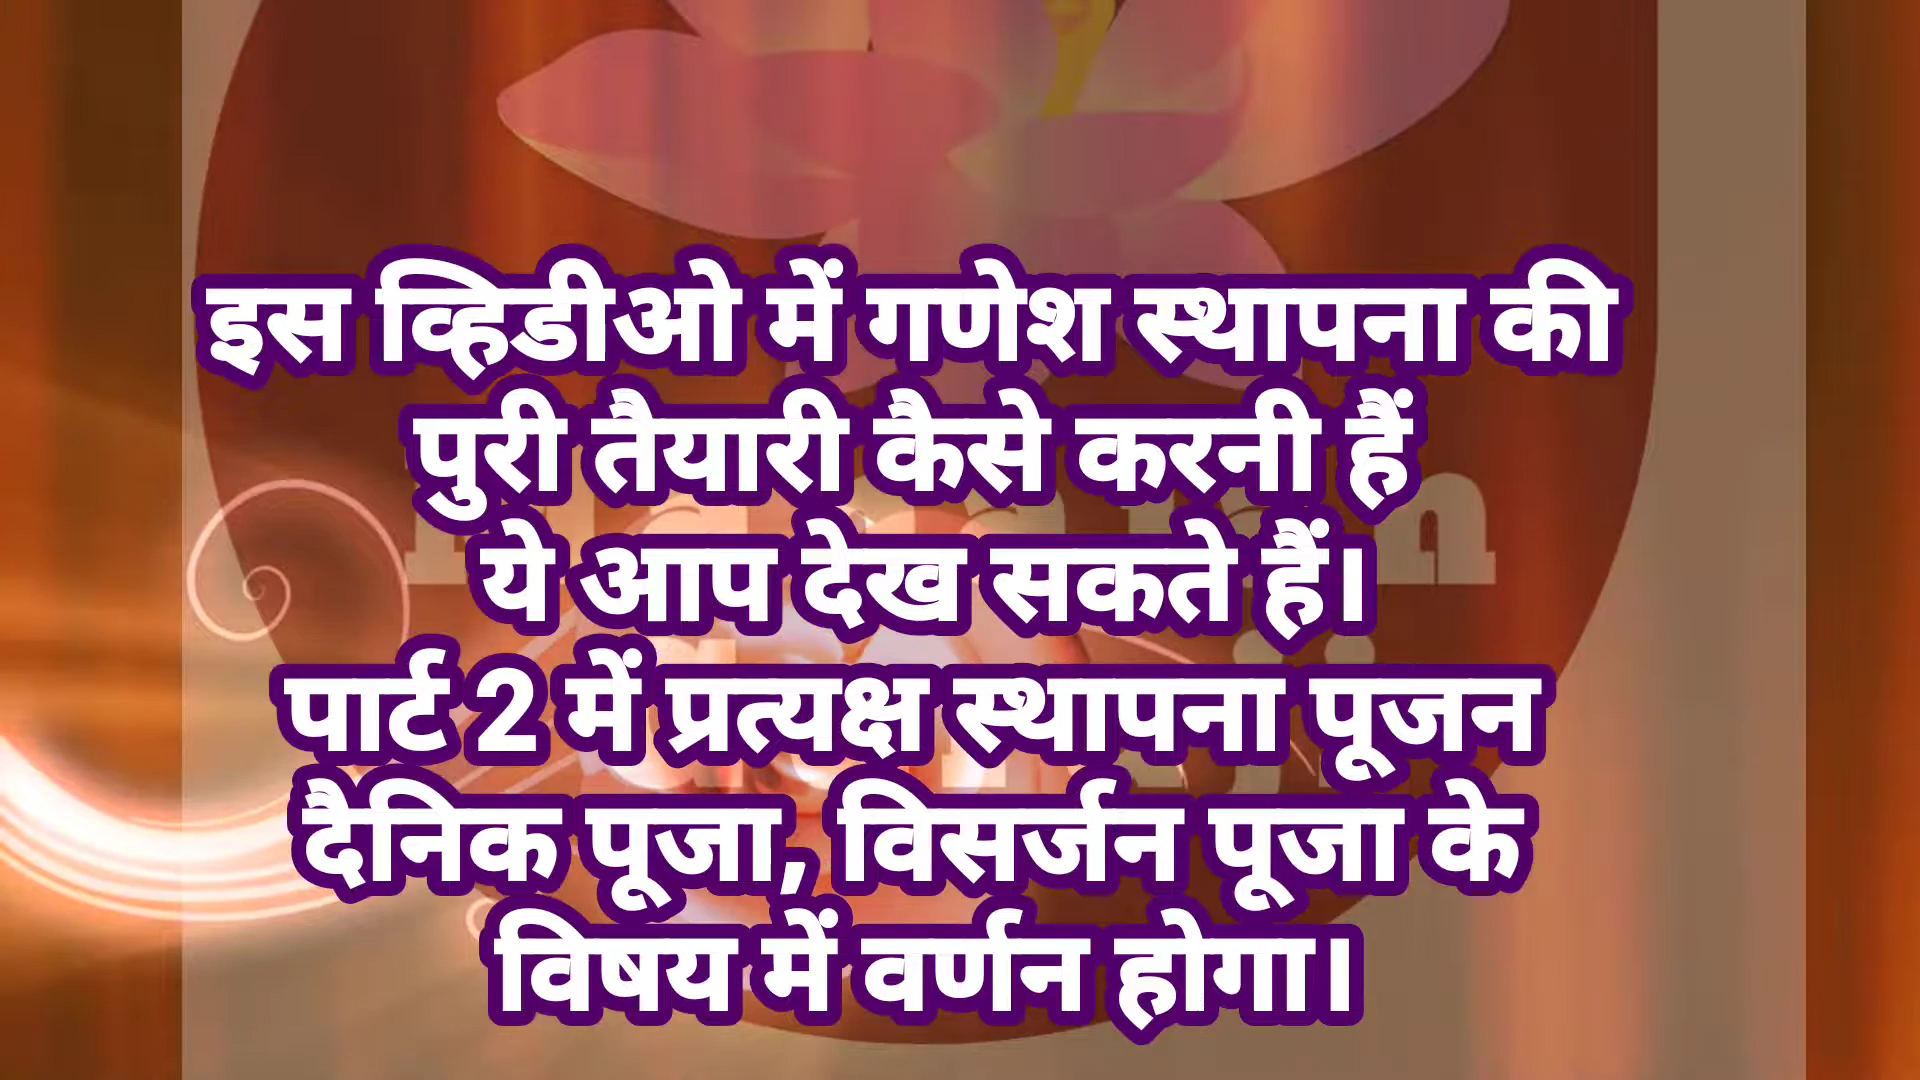 इस व्हिडीओ में गणेश स्थापना की
पुरी तैयारी कैसे करनी हैं
ये आप देख सकते हैं।
पार्ट 2 में प्रत्यक्ष स्थापना पूजन
दैनिक पूजा, विसर्जन पूजा के
विषय में वर्णन होगा।